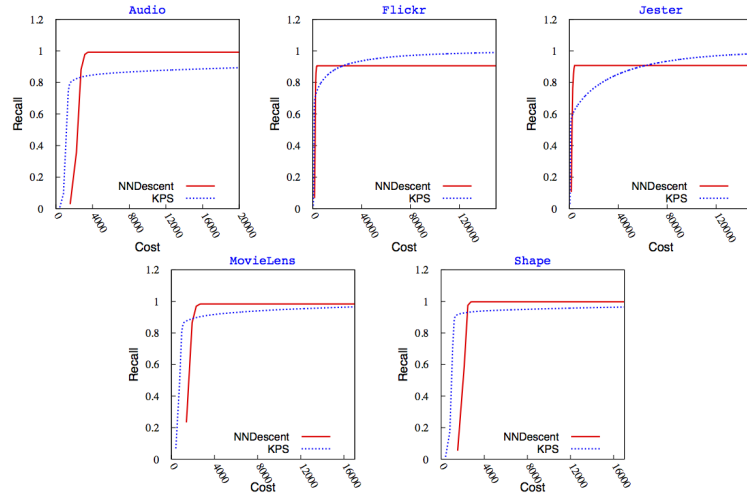 Audio
Flickr
Jester
1.2
1
0.8
0.6
0.4
0.2
0
Recall
NNDescent
KPS
0
4000
8000
12000
16000
20000
Cost
1.2
1
0.8
0.6
0.4
0.2
0
Recall
NNDescent
KPS
0
40000
80000
120000
Cost
1.2
1
0.8
0.6
0.4
0.2
0
Recall
NNDescent
KPS
0
40000
80000
120000
Cost
MovieLens
Shape
1.2
1
0.8
0.6
0.4
0.2
0
Recall
NNDescent
KPS
0
4000
8000
12000
16000
Cost
1.2
1
0.8
0.6
0.4
0.2
0
Recall
NNDescent
KPS
0
4000
8000
12000
16000
Cost